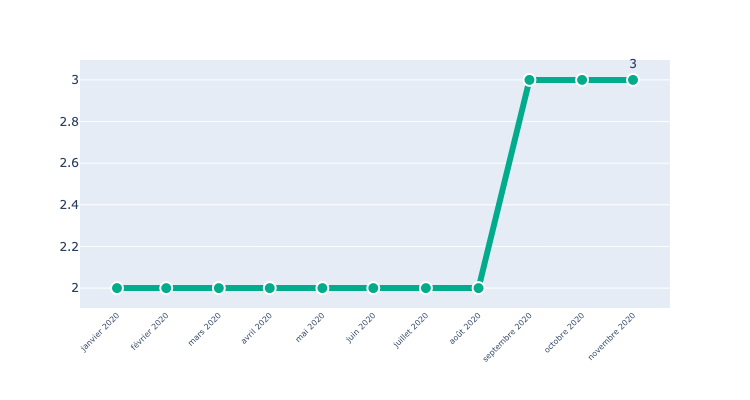 3
3
2.8
2.6
2.4
2.2
2
janvier 2020
février 2020
mars 2020
avril 2020
mai 2020
juin 2020
juillet 2020
août 2020
septembre 2020
octobre 2020
novembre 2020